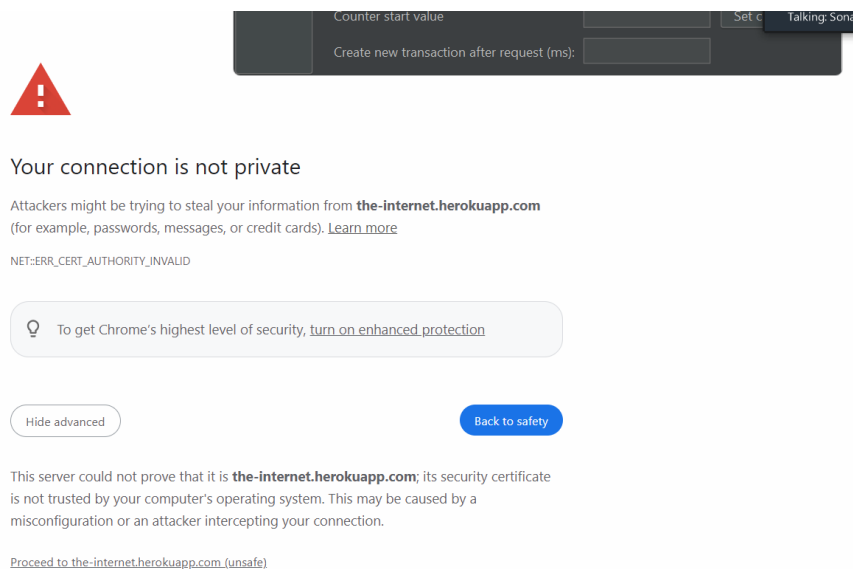 Counter start value
Set c
Talking: Sona
Create new transaction after request (ms):
Your connection is not private
Attackers might be trying to steal your information from the-internet.herokuapp.com
(for example, passwords, messages, or credit cards). Learn more
NET::ERR_CERT_AUTHORITY_INVALID
To get Chrome's highest level of security, turn on enhanced protection
Hide advanced
Back to safety
This server could not prove that it is the-internet.herokuapp.com; its security certificate
is not trusted by your computer's operating system. This may be caused by a
misconfiguration or an attacker intercepting your connection.
Proceed to the-internet.herokuapp.com (unsafe)